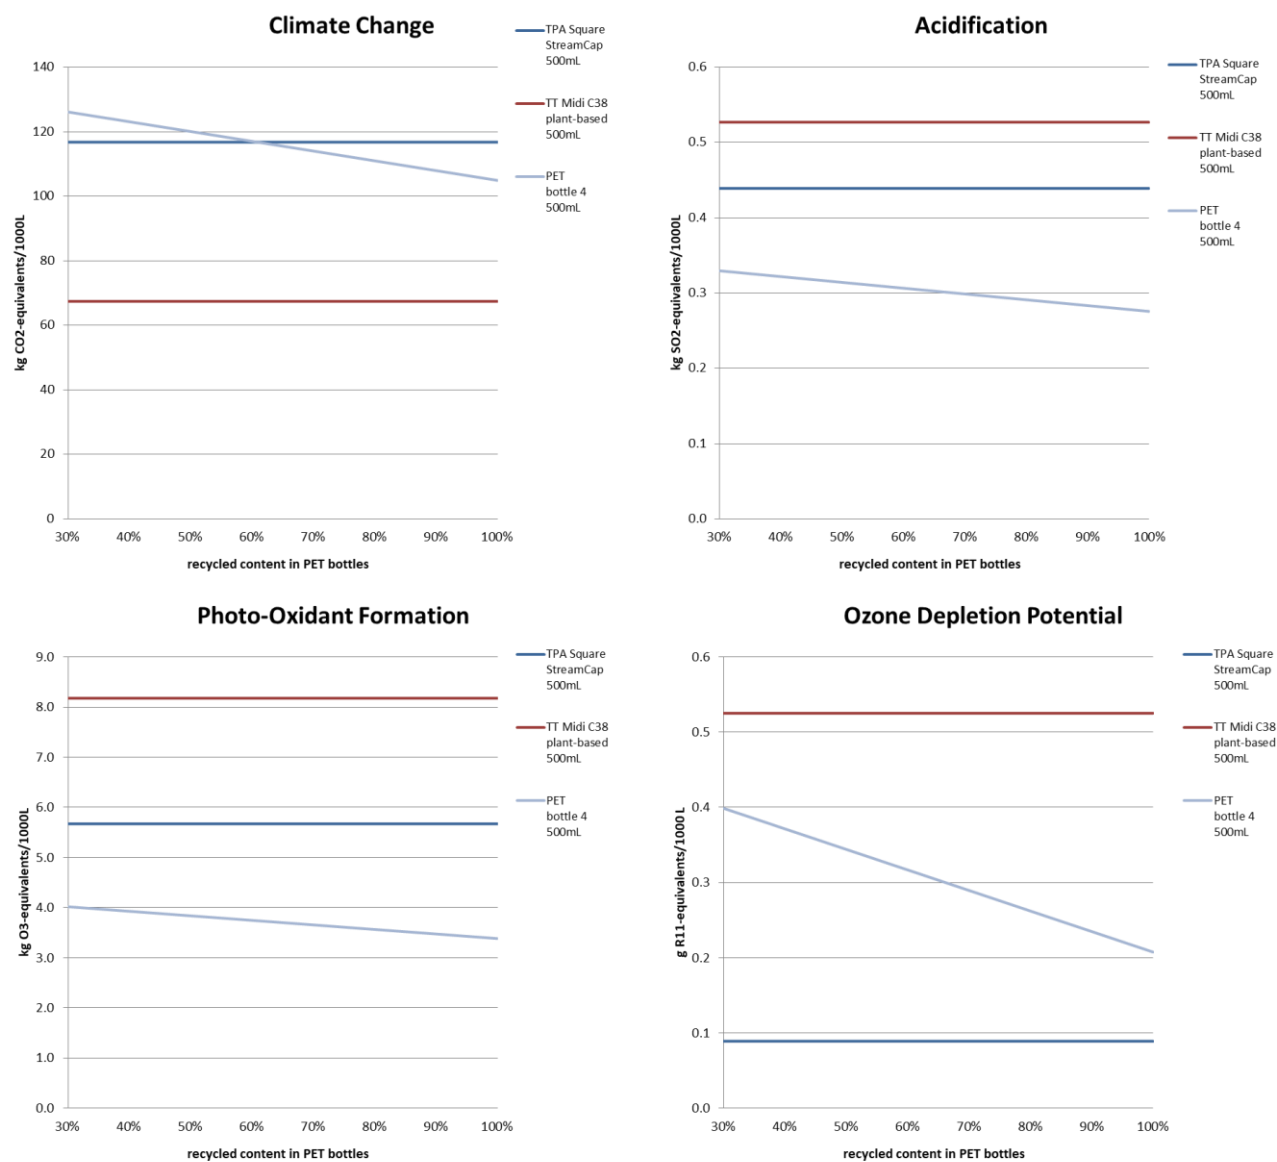 Climate Change
TPA Square
StreamCap
500mL
TT Midi C38
plant-based
500mL
PET
bottle 4
500mL
kg CO2-equivalents/1000L
140
120
100
80
60
40
20
0
30% 40% 50% 60% 70% 80% 90% 100%
recycled content in PET bottles
Acidification
TPA Square
StreamCap
500mL
TT Midi C38
plant-based
500mL
PET
bottle 4
500mL
kg SO2-equivalents/1000L
0.6
0.5
0.4
0.3
0.2
0.1
0.0
30% 40% 50% 60% 70% 80% 90% 100%
recycled content in PET bottles
Photo-Oxidant Formation
TPA Square
StreamCap
500mL
TT Midi C38
plant-based
500mL
PET
bottle 4
500mL
kg O3-equivalents/1000L
9.0
8.0
7.0
6.0
5.0
4.0
3.0
2.0
1.0
0.0
30% 40% 50% 60% 70% 80% 90% 100%
recycled content in PET bottles
Ozone Depletion Potential
TPA Square
StreamCap
500mL
TT Midi C38
plant-based
500mL
PET
bottle 4
500mL
g R11-equivalents/1000 L
0.6
0.5
0.4
0.3
0.2
0.1
0.0
30% 40% 50% 60% 70% 80% 90% 100%
recycled content in PET bottles